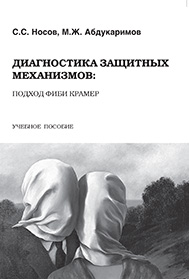 С.С. Носов, М.Ж. Абдукаримов
ДИАГНОСТИКА ЗАЩИТНЫХ
МЕХАНИЗМОВ:
ПОДХОД ФИБИ КРАМЕР
УЧЕБНОЕ ПОСОБИЕ